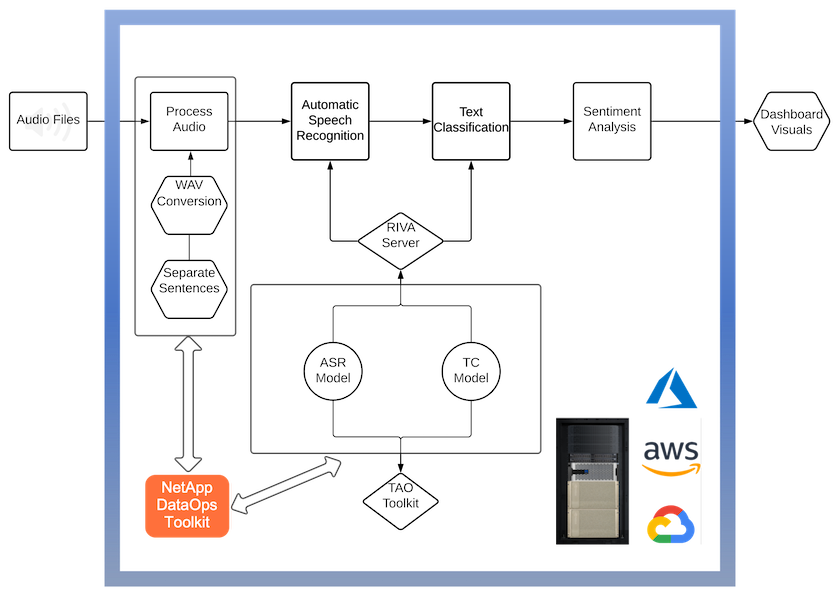 Audio Files
Process
Audio
Automatic
Speech
Recognition
Text
Classification
Sentiment
Analysis
Dashboard
Visuals
WAV
Conversion
Separate
Sentences
RIVA
Server
ASR
Model
TC
Model
TAO
Toolkit
NetApp
DataOps
Toolkit
aws